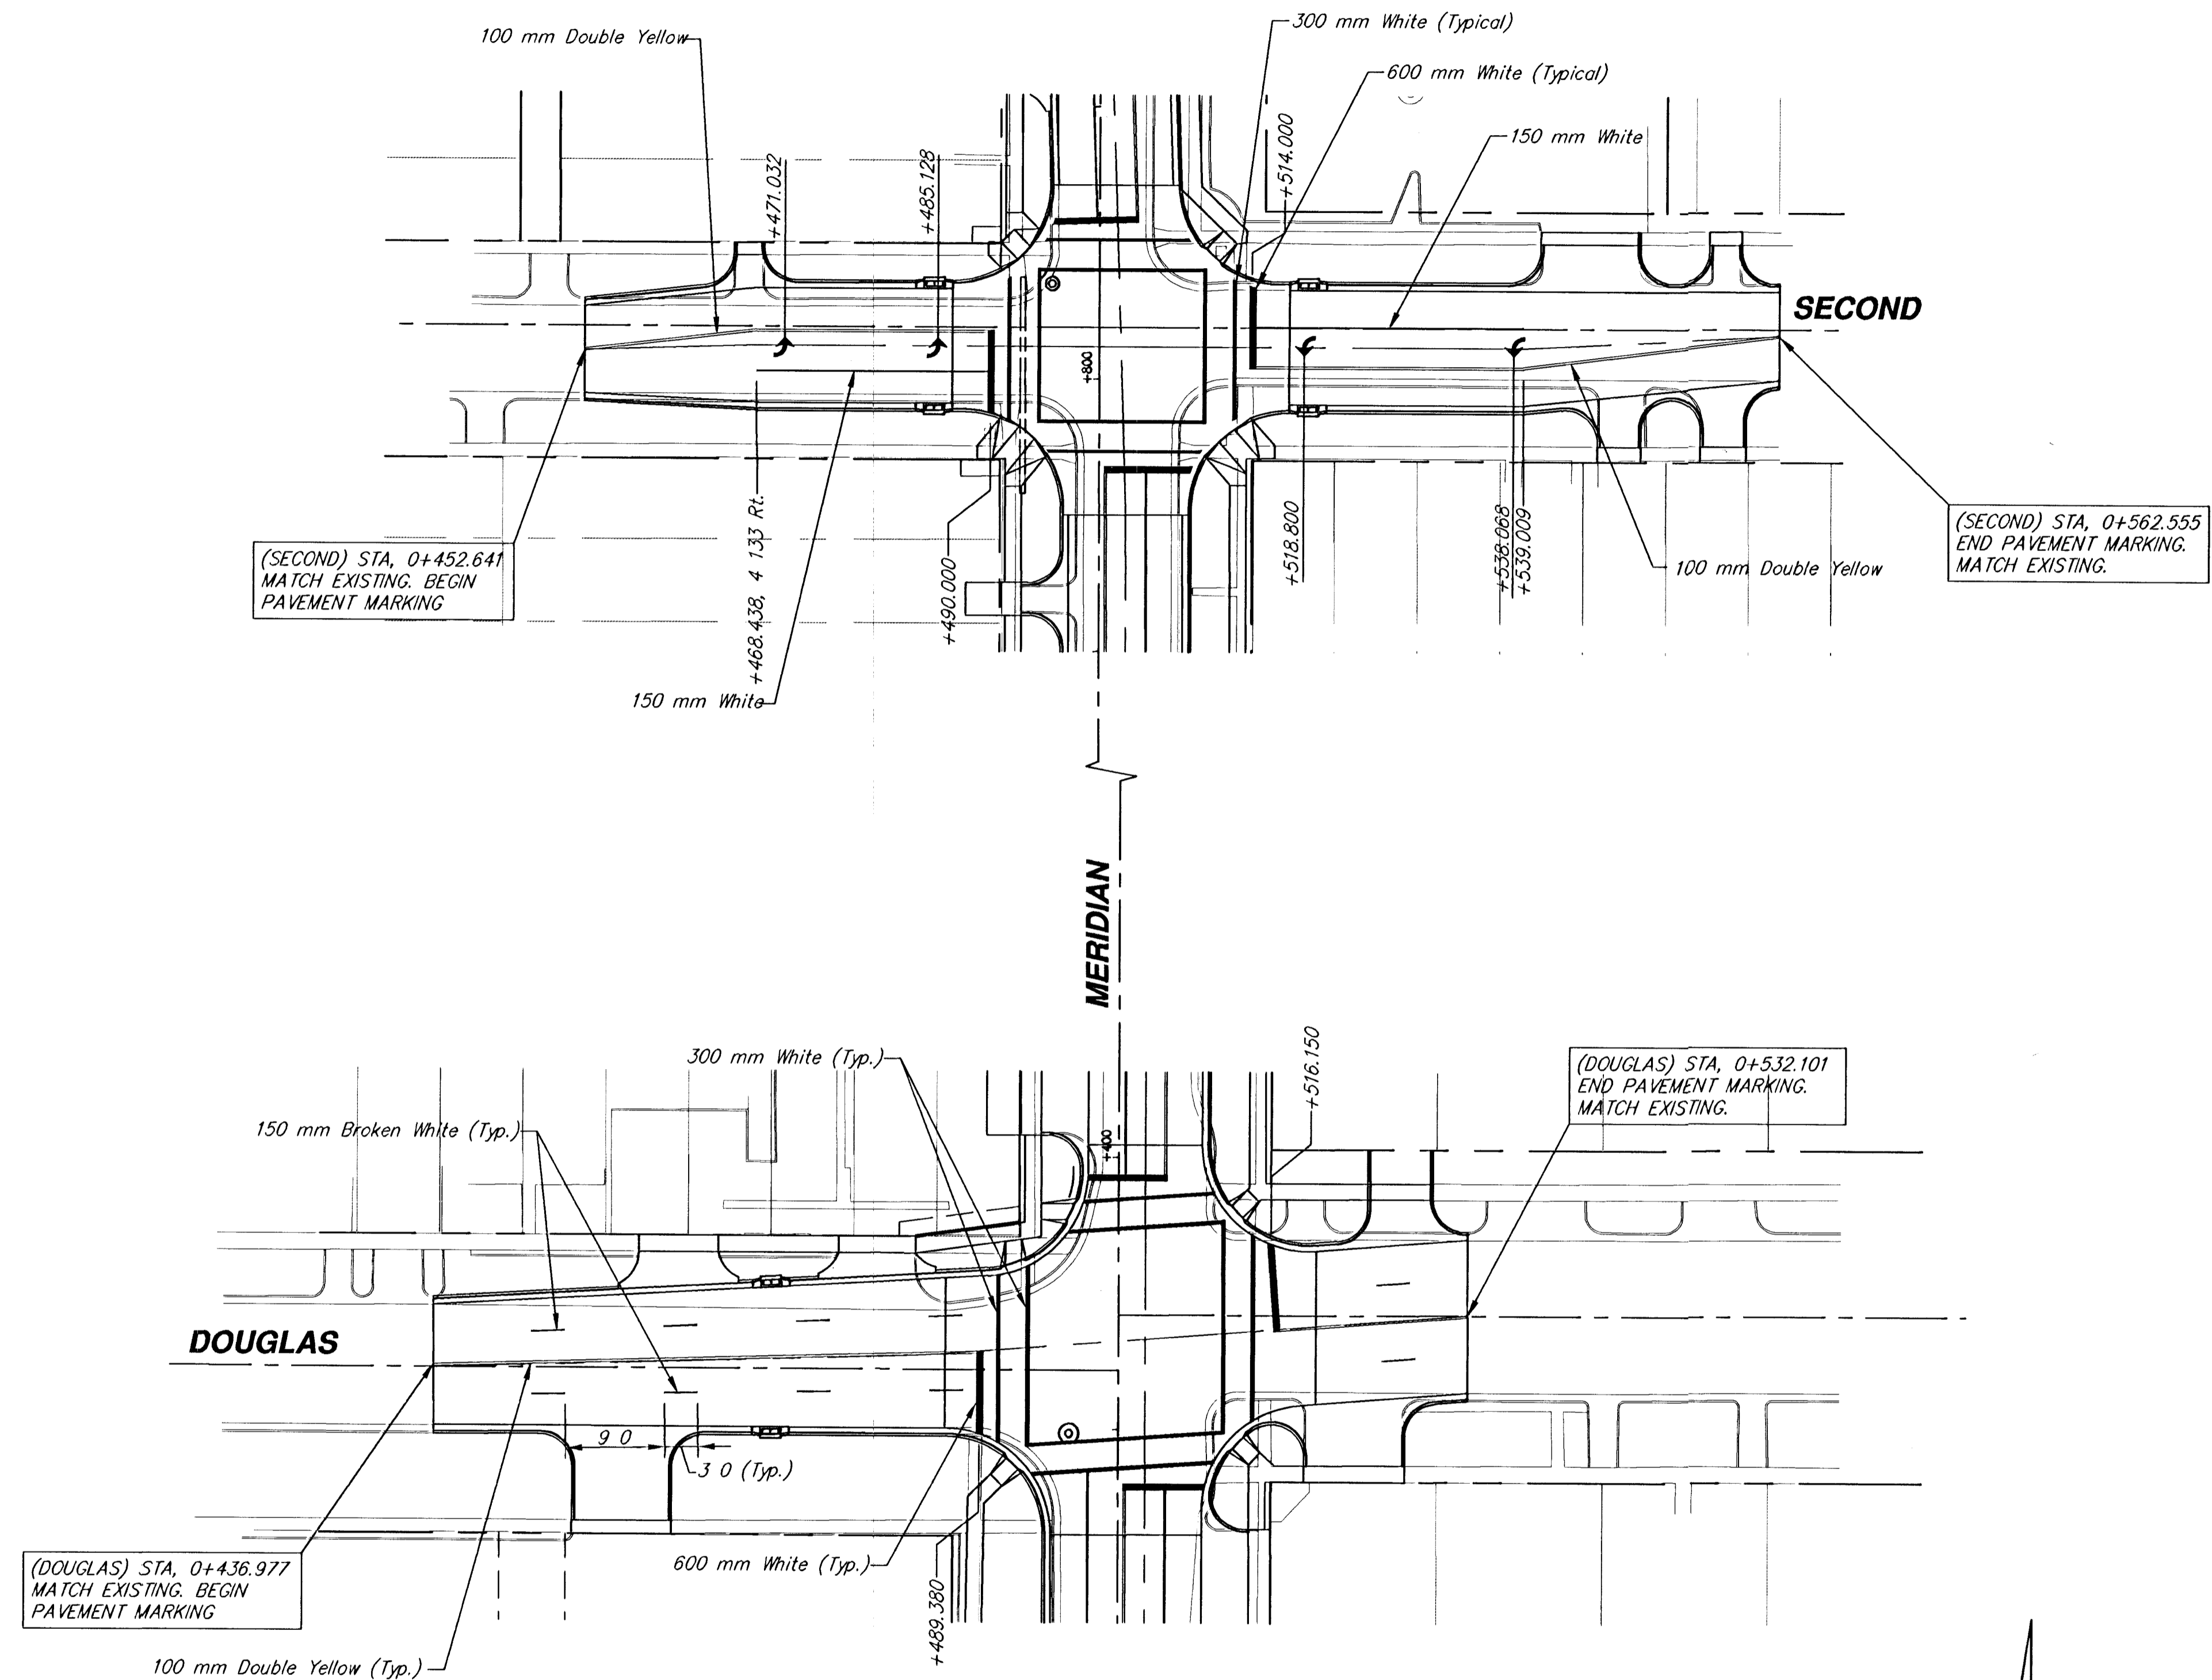 100 mm Double Yellow
300 mm White (Typical)
600 mm White (Typical)
150 mm White
+471.032
+485.128
+514.000
SECOND
+800
(SECOND) STA, 0+452.641
MATCH EXISTING. BEGIN
PAVEMENT MARKING
+468.438, 4 133 Rt.
+490.000
+518.800
+538.068
+539.009
100 mm Double Yellow
(SECOND) STA, 0+562.555
END PAVEMENT MARKING.
MATCH EXISTING.
150 mm White
MERIDIAN
300 mm White (Typ.)
+516.150
(DOUGLAS) STA, 0+532.101
END PAVEMENT MARKING.
MATCH EXISTING.
150 mm Broken White (Typ.)
+400
DOUGLAS
9 0
3 0 (Typ.)
600 mm White (Typ.)
+489.380
(DOUGLAS) STA, 0+436.977
MATCH EXISTING. BEGIN
PAVEMENT MARKING
100 mm Double Yellow (Typ.)